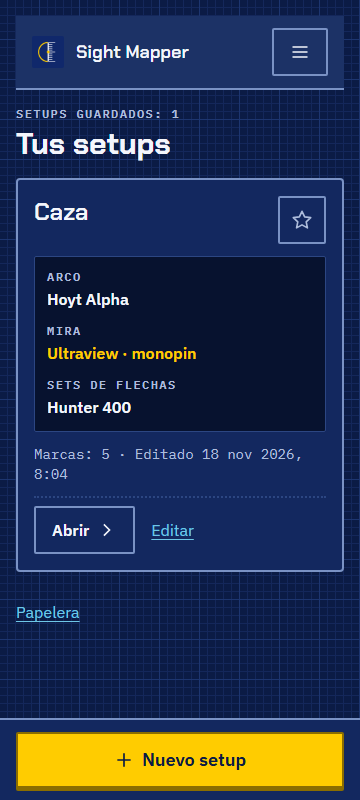 Sight Mapper
SETUPS GUARDADOS: 1
Tus setups
Caza
ARCO
Hoyt Alpha
MIRA
Ultraview · monopin
SETS DE FLECHAS
Hunter 400
Marcas: 5 · Editado 18 nov 2026,
8:04
Abrir
Editar
Papelera
Nuevo setup